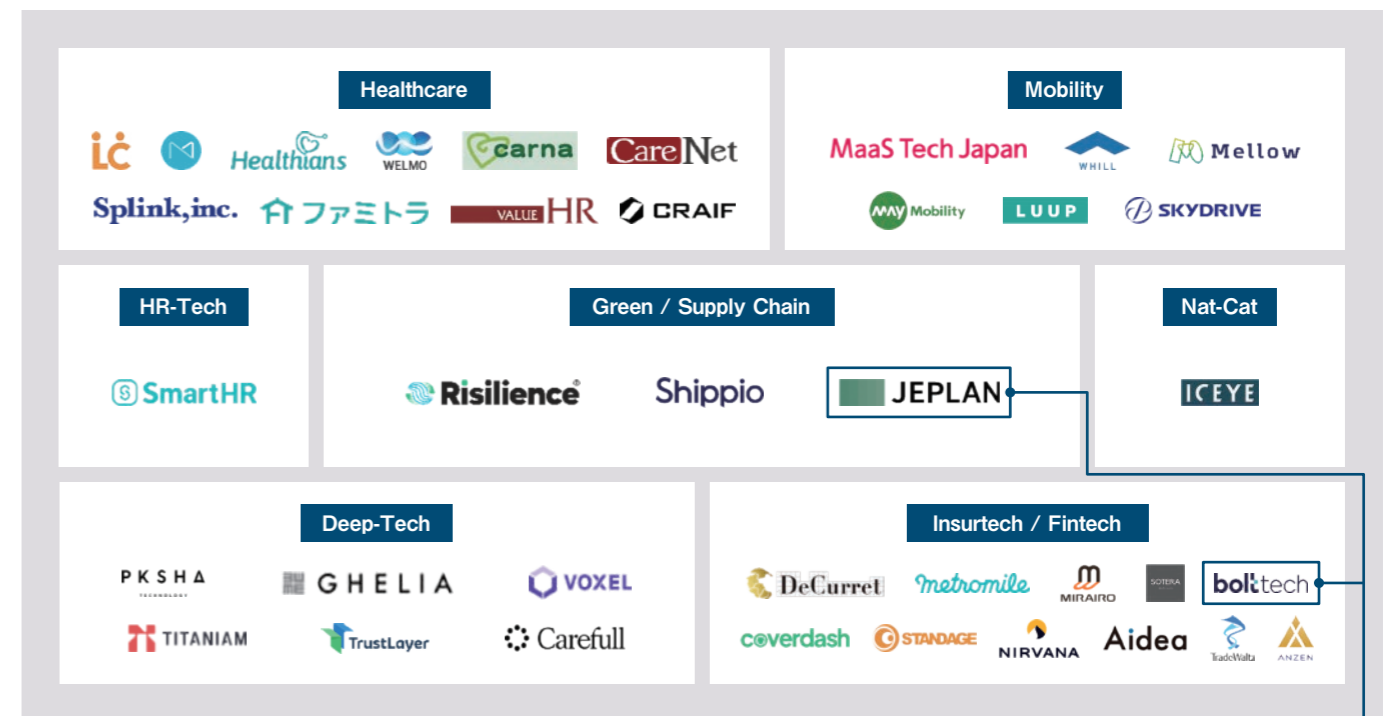 Healthcare
Mobility
Healthians
WELMO
carna
CareNet
MaaS Tech Japan
WHILL
Mellow
Splink,inc.
ファミトラ
VALUE HR
CRAIF
MAY Mobility
LUUP
SKYDRIVE
HR-Tech
Green / Supply Chain
Nat-Cat
SmartHR
Risilience
Shippio
JEPLAN
ICEYE
Deep-Tech
Insurtech / Fintech
PKSHA
TECHNOLOGY
GHELIA
VOXEL
DeCurret
metromile
MIRAIRO
SOTERA
bolttech
TITANIAM
TrustLayer
Carefull
coverdash
STANDAGE
NIRVANA
Aidea
TradeWaltz
ANZEN